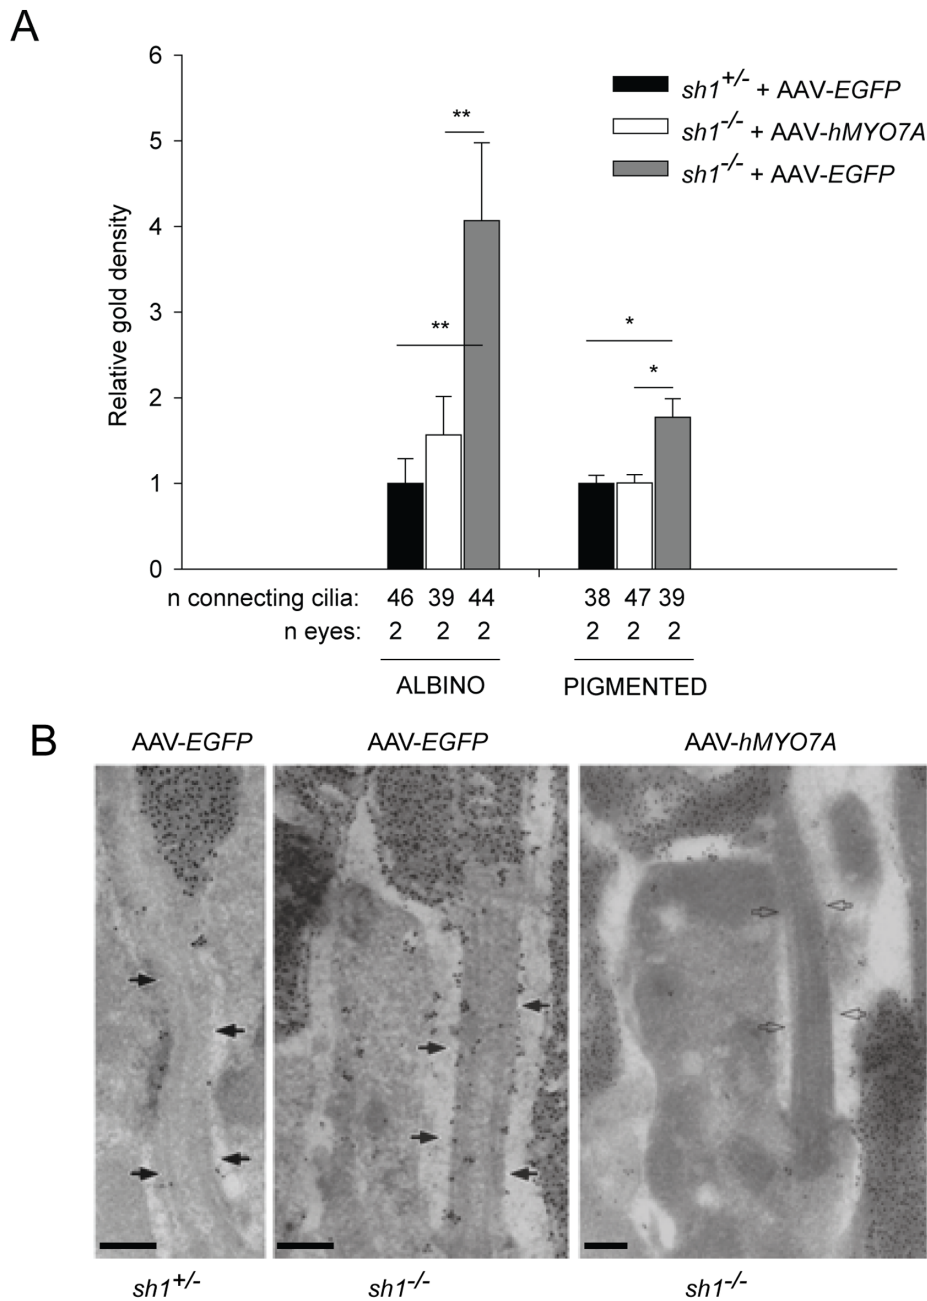 A
6
5
4
3
2
1
0
Relative gold density
sh1+/- + AAV-EGFP
sh1-/- + AAV-hMYO7A
sh1-/- + AAV-EGFP
**
**
*
*
n connecting cilia: 46 39 44 38 47 39
n eyes: 2 2 2 2 2 2
ALBINO PIGMENTED
B
AAV-EGFP AAV-EGFP AAV-hMYO7A
sh1+/- sh1-/- sh1-/-